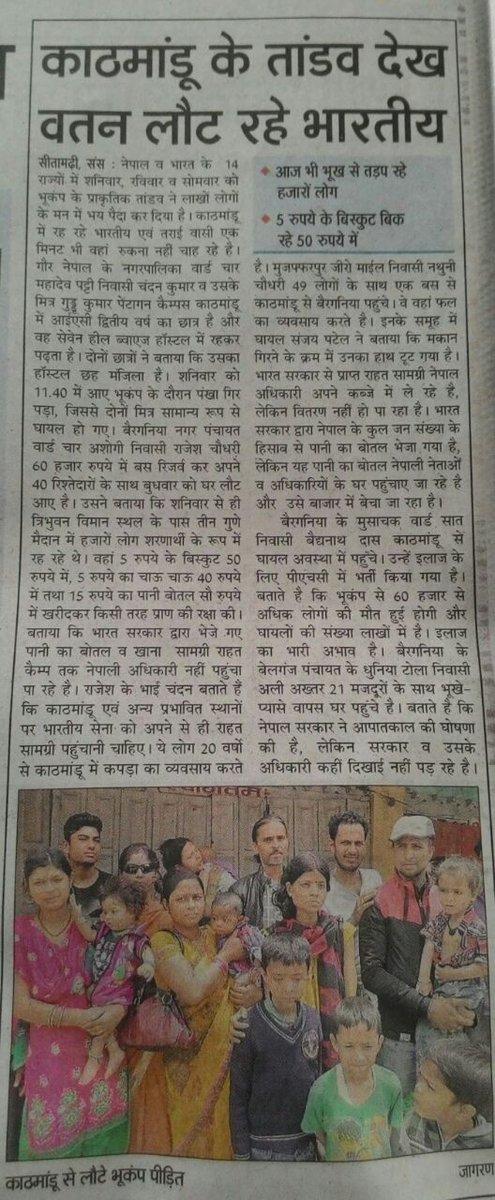 काठमांडू के तांडव देख
वतन लौट रहे भारतीय
सीतामढ़ी, संस : नेपाल व भारत के 14
राज्यों में शनिवार, रविवार व सोमवार को
भूकंप के प्राकृतिक तांडव ने लाखों लोगों
के मन में भय पैदा कर दिया है। काठमांडू
में रह रहे भारतीय एवं तराई वासी एक
मिनट भी वहां रुकना नहीं चाह रहे है।
गौर नेपाल के नगरपालिका वार्ड चार
महादेव पट्टी निवासी चंदन कुमार व उसके
मित्र गुड्डू कुमार पेंटागन कैम्पस काठमांडू
में आईएसी द्वितीय वर्ष का छात्र है और
वह सेवेन हील ब्वाएज हॉस्टल में रहकर
पढ़ता है। दोनों छात्रों ने बताया कि उसका
हॉस्टल छह मंजिला है। शनिवार को
11.40 में आए भूकंप के दौरान पंखा गिर
पड़ा, जिससे दोनों मित्र सामान्य रूप से
घायल हो गए। बैरगनिया नगर पंचायत
वार्ड चार अशोगी निवासी राजेश चौधरी
60 हजार रुपये में बस रिजर्व कर अपने
40 रिश्तेदारों के साथ बुधवार को घर लौट
आए है। उसने बताया कि शनिवार से ही
त्रिभुवन विमान स्थल के पास तीन गुणे
मैदान में हजारों लोग शरणार्थी के रूप में
रह रहे थे। वहां 5 रुपये के बिस्कुट 50
रुपये में, 5 रुपये का चाऊ चाऊ 40 रुपये
में तथा 15 रुपये का पानी बोतल सौ रुपये
में खरीदकर किसी तरह प्राण की रक्षा की।
बताया कि भारत सरकार द्वारा भेजे गए
पानी का बोतल व खाना सामग्री राहत
कैम्प तक नेपाली अधिकारी नहीं पहुंचा
पा रहे है। राजेश के भाई चंदन बताते हैं
कि काठमांडू एवं अन्य प्रभावित स्थानों
पर भारतीय सेना को अपने से ही राहत
सामग्री पहुंचानी चाहिए। ये लोग 20 वर्षो
से काठमांडू में कपड़ा का व्यवसाय करते
आज भी भूख से तड़प रहे
हजारों लोग
5 रुपये के बिस्कुट बिक
रहे 50 रुपये में
है। मुजफ्फरपुर जीरो माईल निवासी नथुनी
चौधरी 49 लोगों के साथ एक बस से
काठमांडू से बैरगनिया पहुंचे। वे वहां फल
का व्यवसाय करते है। इनके समूह में
घायल संजय पटेल ने बताया कि मकान
गिरने के क्रम में उनका हाथ टूट गया है।
भारत सरकार से प्राप्त राहत सामग्री नेपाल
अधिकारी अपने कब्जे में ले रहे है,
लेकिन वितरण नहीं हो पा रहा है। भारत
सरकार द्वारा नेपाल के कुल जन संख्या के
हिसाब से पानी का बोतल भेजा गया है,
लेकिन यह पानी का बोतल नेपाली नेताओं
व अधिकारियों के घर पहुंचाए जा रहे है
और उसे बाजार में बेचा जा रहा है।
बैरगनिया के मुसाचक वार्ड सात
निवासी बैद्यनाथ दास काठमांडू से
घायल अवस्था में पहुँचे। उन्हें इलाज के
लिए पीएचसी में भर्ती किया गया है।
बताते है कि भूकंप से 60 हजार से
अधिक लोगों की मौत हुई होगी और
घायलों की संख्या लाखों में है। इलाज
का भारी अभाव है। बैरगनिया के
बेलगंज पंचायत के धुनिया टोला निवासी
अली अख्तर 21 मजदूरों के साथ भूखे-
प्यासे वापस घर पहुंचे है। बताते है कि
नेपाल सरकार ने आपातकाल की घोषणा
की है, लेकिन सरकार व उसके
अधिकारी कहीं दिखाई नहीं पड़ रहे है।
काठमांडू से लौटे भूकंप पीड़ित
जागरण